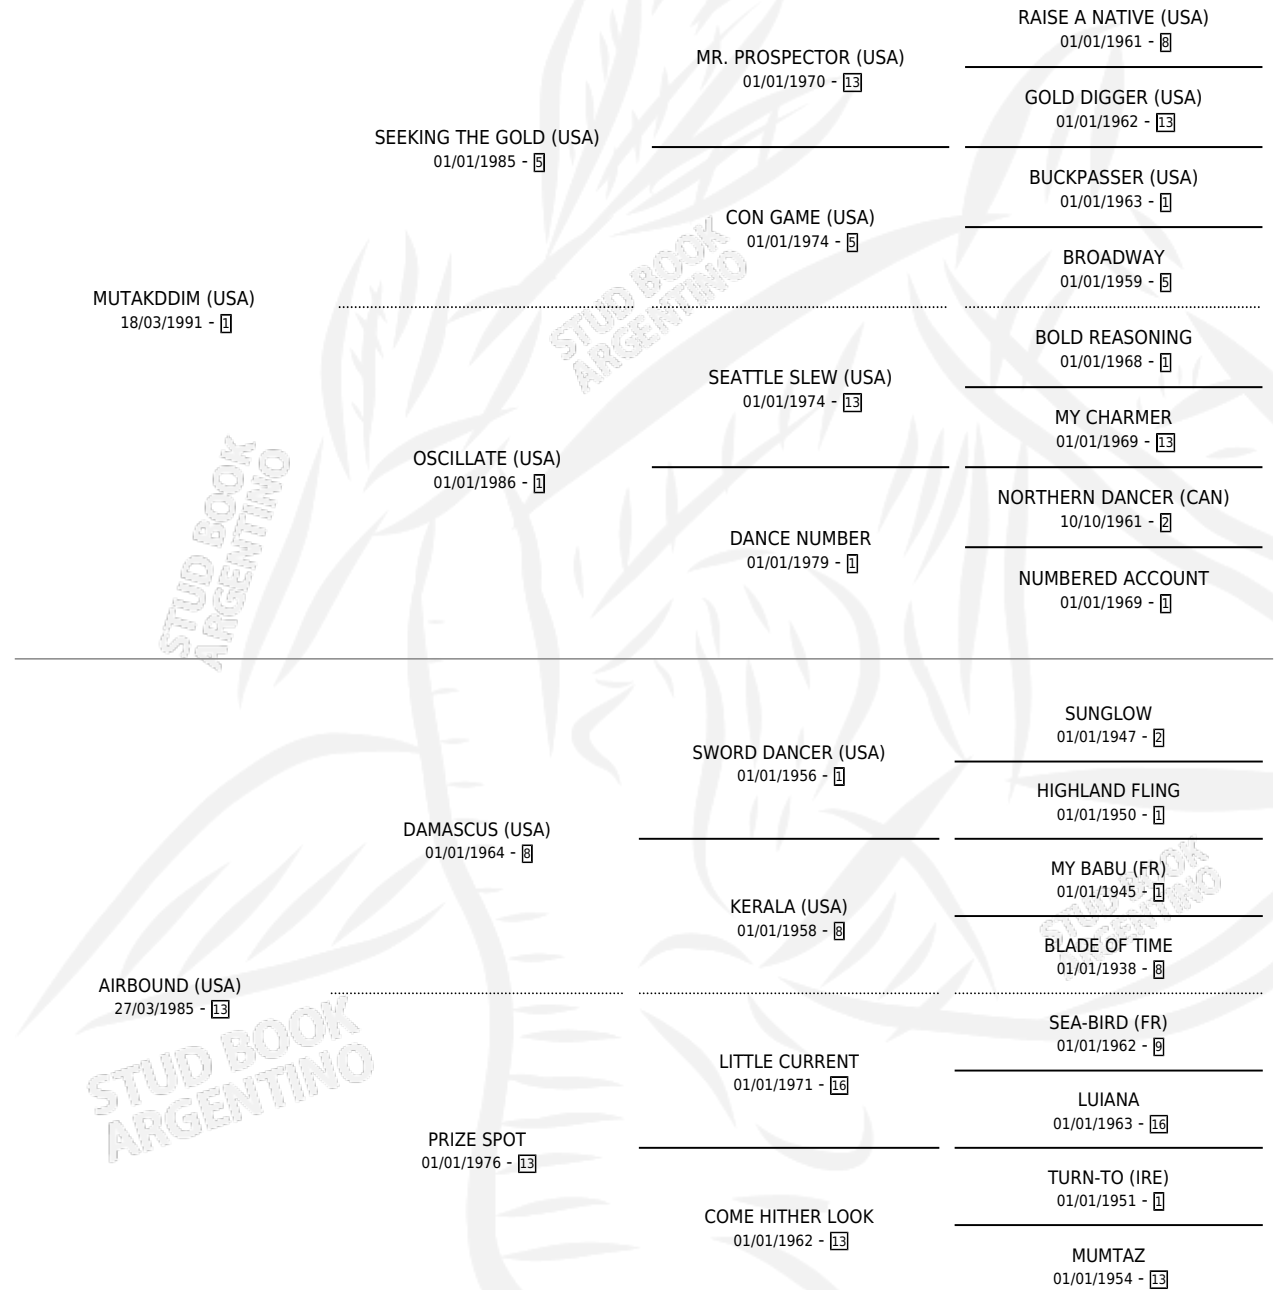 RAISE A NATIVE (USA)
01/01/1961 - 8
MR. PROSPECTOR (USA)
01/01/1970 - 13
GOLD DIGGER (USA)
01/01/1962 - 13
SEEKING THE GOLD (USA)
01/01/1985 - 5
BUCKPASSER (USA)
01/01/1963 - 1
CON GAME (USA)
01/01/1974 - 5
BROADWAY
01/01/1959 - 5
MUTAKDDIM (USA)
18/03/1991 - 1
STUD BOOK
ARGENTINO
BOLD REASONING
01/01/1968 - 1
SEATTLE SLEW (USA)
01/01/1974 - 13
MY CHARMER
01/01/1969 - 13
OSCILLATE (USA)
01/01/1986 - 1
NORTHERN DANCER (CAN)
10/10/1961 - 2
DANCE NUMBER
01/01/1979 - 1
NUMBERED ACCOUNT
01/01/1969 - 1
STUD BOOK
ARGENTINO
SUNGLOW
01/01/1947 - 2
SWORD DANCER (USA)
01/01/1956 - 1
HIGHLAND FLING
01/01/1950 - 1
DAMASCUS (USA)
01/01/1964 - 8
MY BABU (FR)
01/01/1945 - 1
KERALA (USA)
01/01/1958 - 8
BLADE OF TIME
01/01/1938 - 8
STUD BOOK
ARGENTINO
AIRBOUND (USA)
27/03/1985 - 13
SEA-BIRD (FR)
01/01/1962 - 9
LITTLE CURRENT
01/01/1971 - 16
LUIANA
01/01/1963 - 16
STUD BOOK
ARGENTINO
PRIZE SPOT
01/01/1976 - 13
TURN-TO (IRE)
01/01/1951 - 1
COME HITHER LOOK
01/01/1962 - 13
MUMTAZ
01/01/1954 - 13